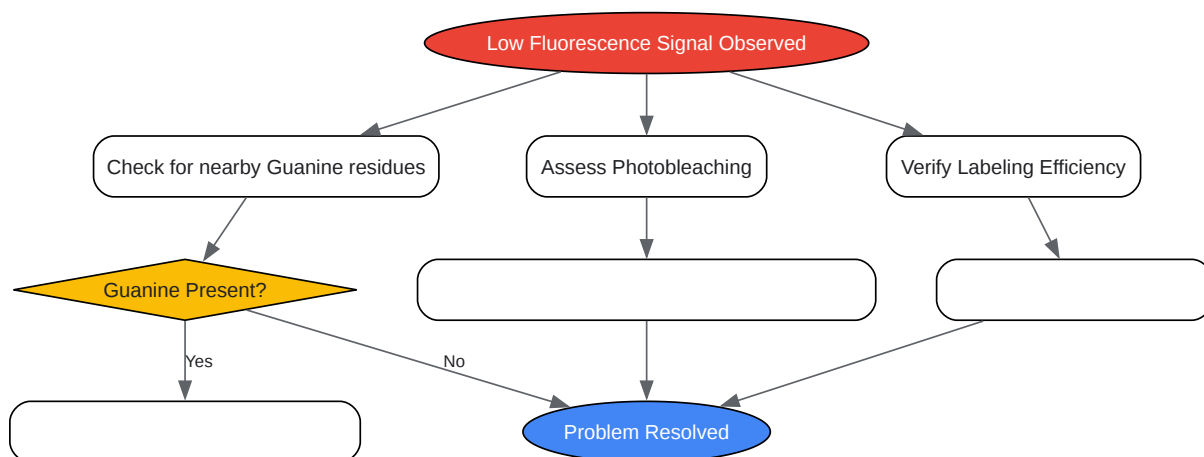 Low Fluorescence Signal Observed
Check for nearby Guanine residues
Assess Photobleaching
Verify Labeling Efficiency
Guanine Present?
Yes
No
Problem Resolved